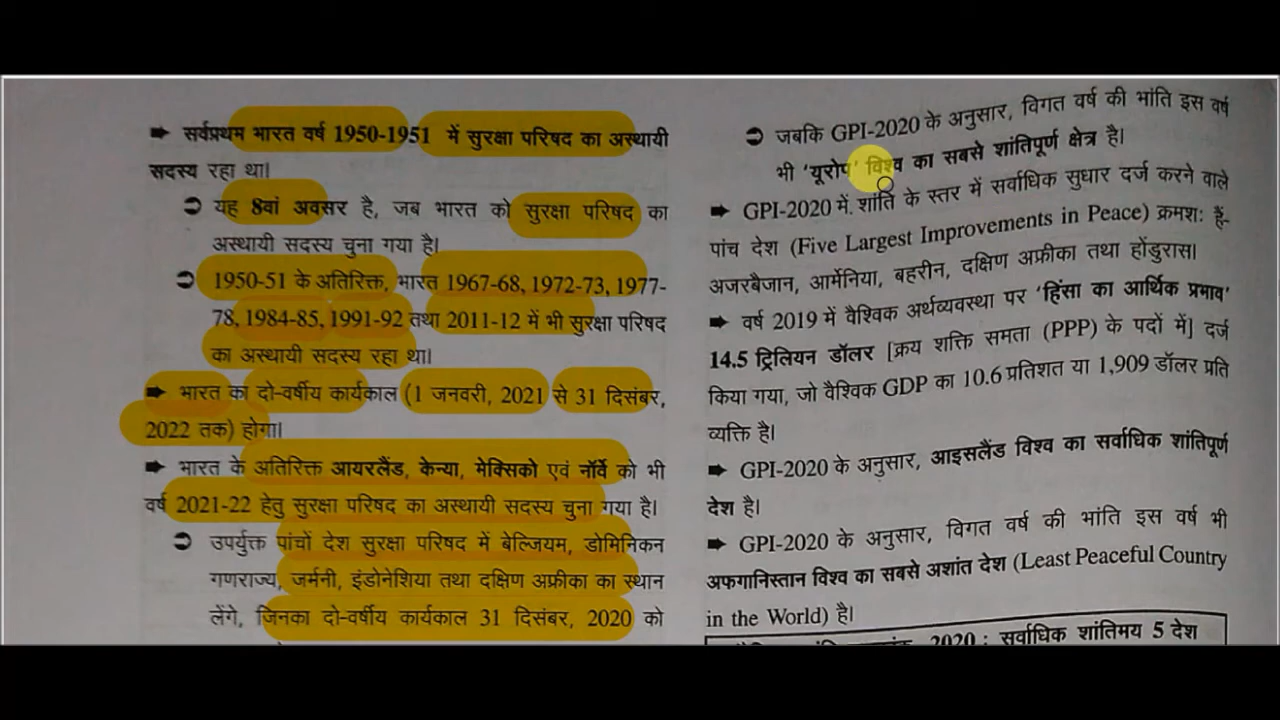 ➨ सर्वप्रथम भारत वर्ष 1950-1951 में सुरक्षा परिषद का अस्थायी
सदस्य रहा था।
➲ यह 8वां अवसर है, जब भारत को सुरक्षा परिषद का
अस्थायी सदस्य चुना गया है।
➲ 1950-51 के अतिरिक्त, भारत 1967-68, 1972-73, 1977-
78, 1984-85, 1991-92 तथा 2011-12 में भी सुरक्षा परिषद
का अस्थायी सदस्य रहा था।
➨ भारत का दो-वर्षीय कार्यकाल (1 जनवरी, 2021 से 31 दिसंबर,
2022 तक) होगा।
➨ भारत के अतिरिक्त आयरलैंड, केन्या, मेक्सिको एवं नॉर्वे को भी
वर्ष 2021-22 हेतु सुरक्षा परिषद का अस्थायी सदस्य चुना गया है।
➲ उपर्युक्त पांचों देश सुरक्षा परिषद में बेल्जियम, डोमिनिकन
गणराज्य, जर्मनी, इंडोनेशिया तथा दक्षिण अफ्रीका का स्थान
लेंगे, जिनका दो-वर्षीय कार्यकाल 31 दिसंबर, 2020 को
➲ जबकि GPI-2020 के अनुसार, विगत वर्ष की भांति इस वर्ष
भी ‘यूरोप’ विश्व का सबसे शांतिपूर्ण क्षेत्र है।
➨ GPI-2020 में शांति के स्तर में सर्वाधिक सुधार दर्ज करने वाले
पांच देश (Five Largest Improvements in Peace) क्रमशः हैं-
अजरबैजान, आर्मेनिया, बहरीन, दक्षिण अफ्रीका तथा होंडुरास।
➨ वर्ष 2019 में वैश्विक अर्थव्यवस्था पर ‘हिंसा का आर्थिक प्रभाव’
14.5 ट्रिलियन डॉलर [क्रय शक्ति समता (PPP) के पदों में] दर्ज
किया गया, जो वैश्विक GDP का 10.6 प्रतिशत या 1,909 डॉलर प्रति
व्यक्ति है।
➨ GPI-2020 के अनुसार, आइसलैंड विश्व का सर्वाधिक शांतिपूर्ण
देश है।
➨ GPI-2020 के अनुसार, विगत वर्ष की भांति इस वर्ष भी
अफगानिस्तान विश्व का सबसे अशांत देश (Least Peaceful Country
in the World) है।
2020 : सर्वाधिक शांतिमय 5 देश